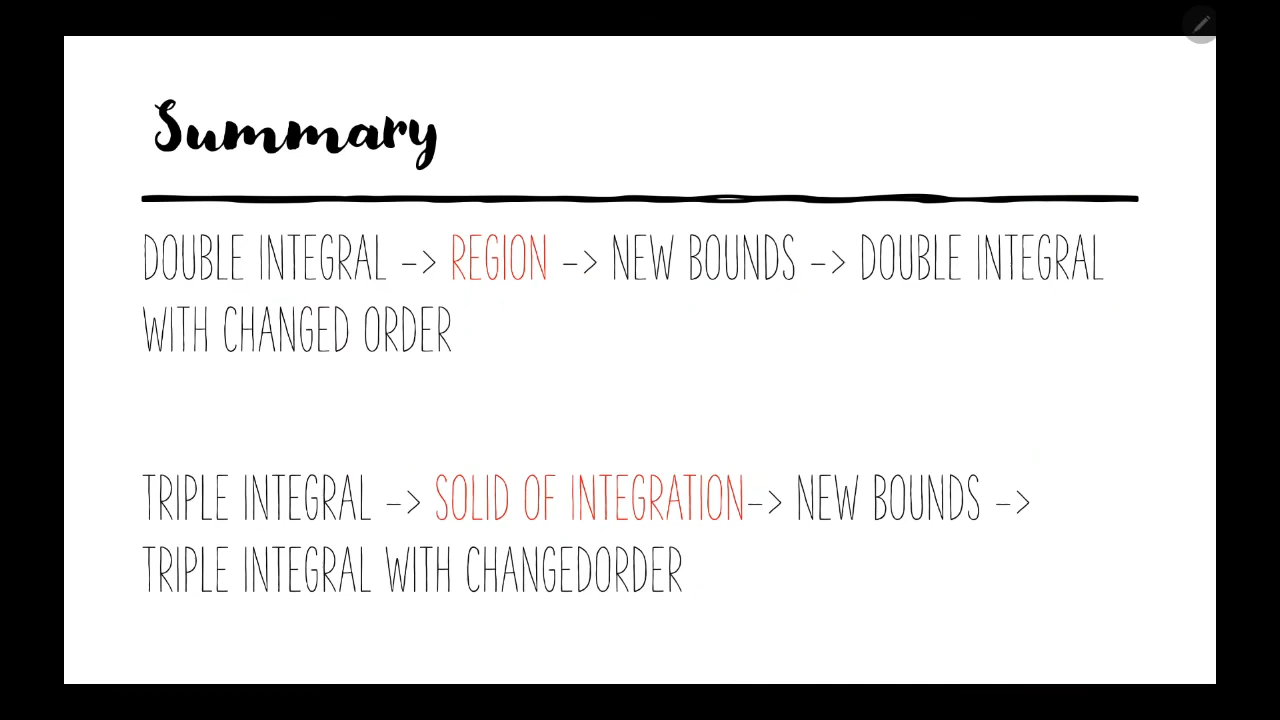 Summary
DOUBLE INTEGRAL -> REGION -> NEW BOUNDS -> DOUBLE INTEGRAL
WITH CHANGED ORDER
TRIPLE INTEGRAL -> SOLID OF INTEGRATION-> NEW BOUNDS ->
TRIPLE INTEGRAL WITH CHANGEDORDER